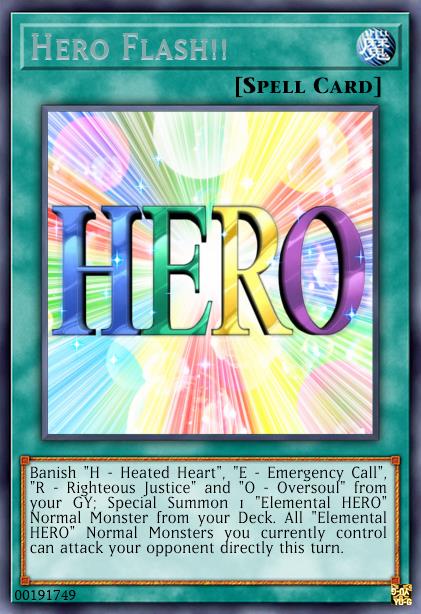 Hero Flash!!
魔
[Spell Card]
HERO
Banish "H - Heated Heart", "E - Emergency Call",
"R - Righteous Justice" and "O - Oversoul" from
your GY; Special Summon 1 "Elemental HERO"
Normal Monster from your Deck. All "Elemental
HERO" Normal Monsters you currently control
can attack your opponent directly this turn.
00191749